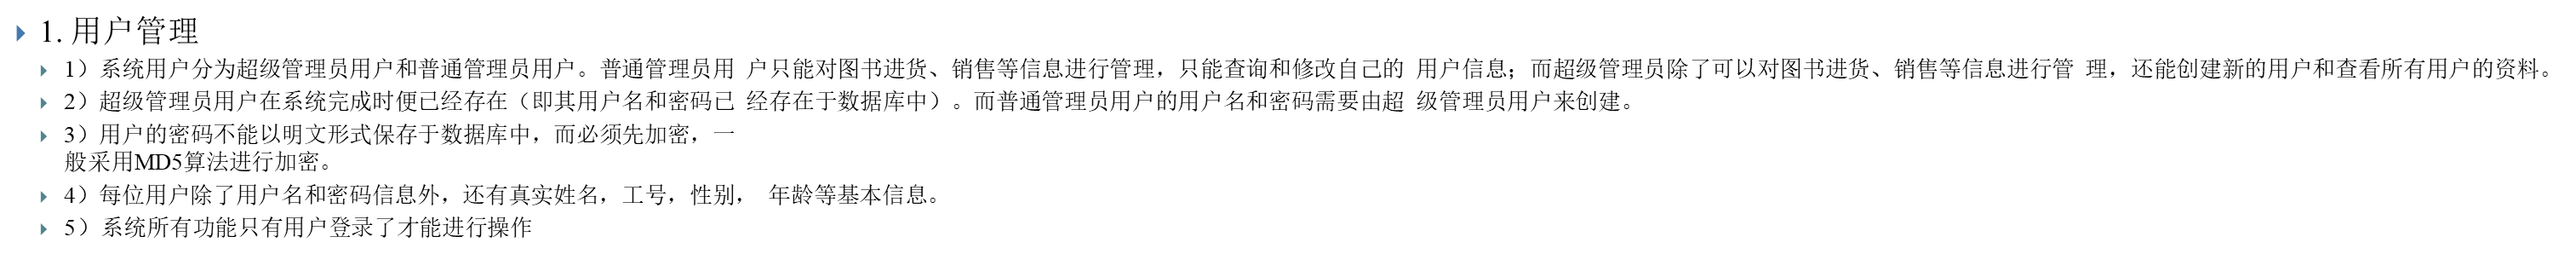 1. 用户管理
1）系统用户分为超级管理员用户和普通管理员用户。普通管理员用 户只能对图书进货、销售等信息进行管理，只能查询和修改自己的 用户信息；而超级管理员除了可以对图书进货、销售等信息进行管 理，还能创建新的用户和查看所有用户的资料。
2）超级管理员用户在系统完成时便已经存在（即其用户名和密码已 经存在于数据库中）。而普通管理员用户的用户名和密码需要由超 级管理员用户来创建。
3）用户的密码不能以明文形式保存于数据库中，而必须先加密，一
般采用MD5算法进行加密。
4）每位用户除了用户名和密码信息外，还有真实姓名，工号，性别， 年龄等基本信息。
5）系统所有功能只有用户登录了才能进行操作